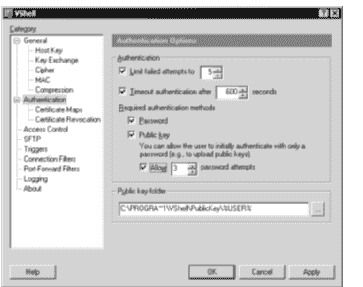 VShell
Category:
General
Host Key
Key Exchange
Cipher
MAC
Compression
Authentication
Certificate Maps
Certificate Revocation
Access Control
SFTP
Triggers
Connection Filters
Port-Forward Filters
Logging
About
Authentication Options
Authentication
Limit failed attempts to 5
Timeout authentication after 600 seconds
Required authentication methods
Password
Public key
You can allow the user to initially authenticate with only a
password (e.g., to upload public keys).
Allow 3 password attempts
Public key folder
C:\PROGRA~1\VShell\PublicKey\%USER%
...
Help
OK
Cancel
Apply